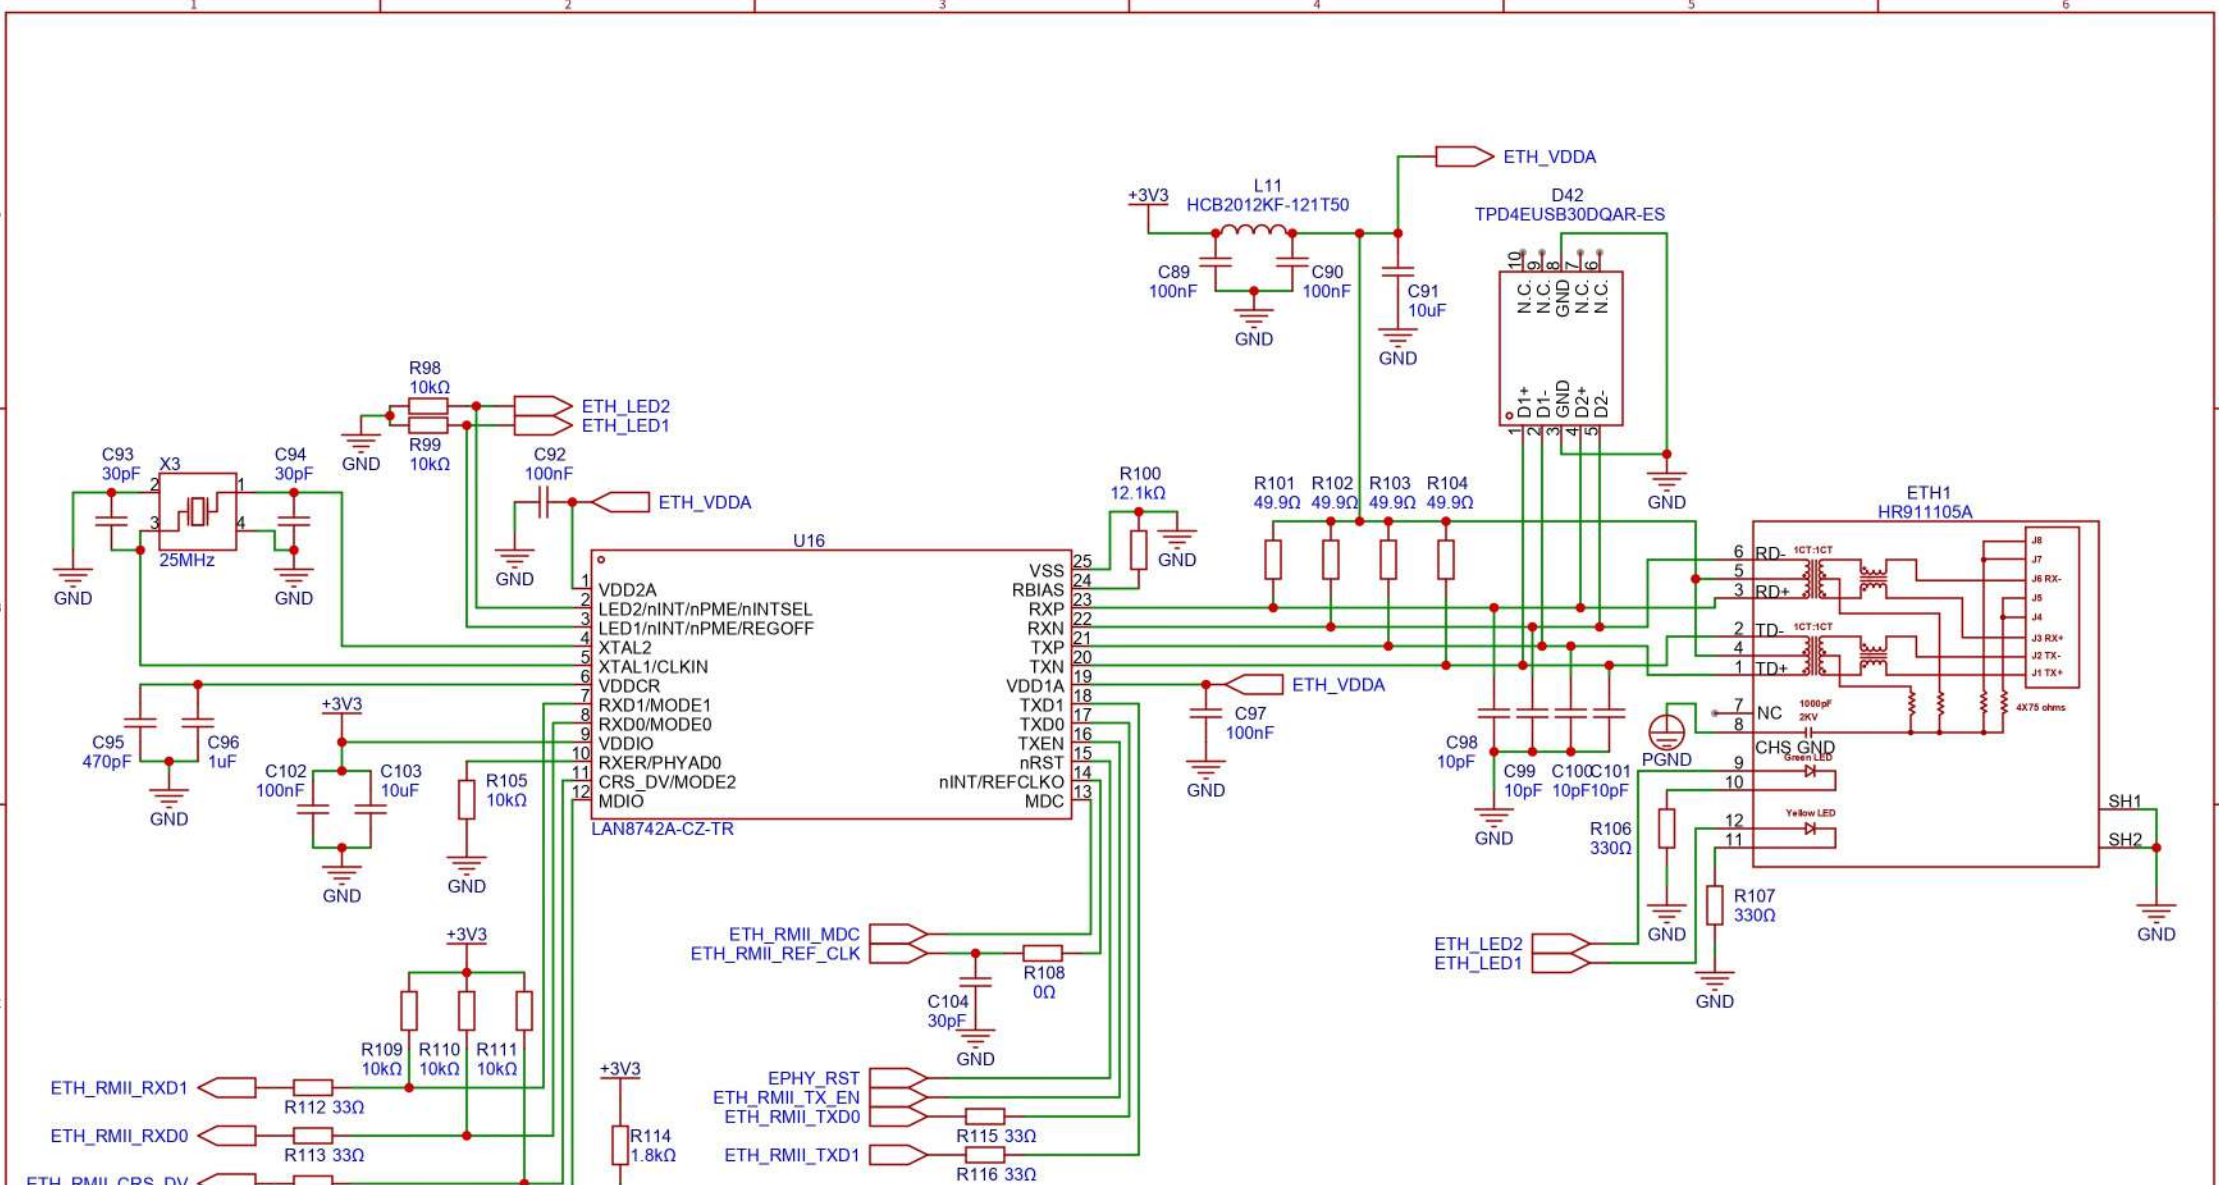 1 2 3 4 5 6
ETH_VDDA
L11
HCB2012KF-121T50
+3V3
D42
TPD4EUSB30DQAR-ES
C89
100nF
C90
100nF
C91
10uF
GND
GND
10 9 8 7 6
N.C. N.C. GND N.C. N.C.
D1+ D1- GND D2+ D2-
1 2 3 4 5
GND
R98
10kΩ
ETH_LED2
ETH_LED1
R99
10kΩ
GND
C93
30pF
X3
C94
30pF
2 1
3 4
25MHz
GND
GND
C92
100nF
ETH_VDDA
GND
R100
12.1kΩ
GND
R101
49.9Ω
R102
49.9Ω
R103
49.9Ω
R104
49.9Ω
U16
1 VDD2A
2 LED2/nINT/nPME/nINTSEL
3 LED1/nINT/nPME/REGOFF
4 XTAL2
5 XTAL1/CLKIN
6 VDDCR
7 RXD1/MODE1
8 RXD0/MODE0
9 VDDIO
10 RXER/PHYAD0
11 CRS_DV/MODE2
12 MDIO
VSS 25
RBIAS 24
RXP 23
RXN 22
TXP 21
TXN 20
VDD1A 19
TXD1 18
TXD0 17
TXEN 16
nRST 15
nINT/REFCLKO 14
MDC 13
LAN8742A-CZ-TR
ETH_VDDA
C97
100nF
GND
C95
470pF
C96
1uF
GND
+3V3
C102
100nF
C103
10uF
GND
R105
10kΩ
GND
C98
10pF
C99
10pF
C100
10pF
C101
10pF
GND
PGND
ETH1
HR911105A
6 RD- 1CT:1CT
5
3 RD+
2 TD- 1CT:1CT
4
1 TD+
7 NC 1000pF
2KV
8
CHS GND
Green LED
9
10
Yellow LED
12
11
J8
J7
J6 RX-
J5
J4
J3 RX+
J2 TX-
J1 TX+
4X75 ohms
SH1
SH2
GND
R106
330Ω
GND
R107
330Ω
GND
ETH_LED2
ETH_LED1
ETH_RMII_MDC
ETH_RMII_REF_CLK
R108
0Ω
C104
30pF
GND
+3V3
R109
10kΩ
R110
10kΩ
R111
10kΩ
ETH_RMII_RXD1
R112 33Ω
ETH_RMII_RXD0
R113 33Ω
ETH_RMII_CRS_DV
+3V3
R114
1.8kΩ
EPHY_RST
ETH_RMII_TX_EN
ETH_RMII_TXD0
R115 33Ω
ETH_RMII_TXD1
R116 33Ω